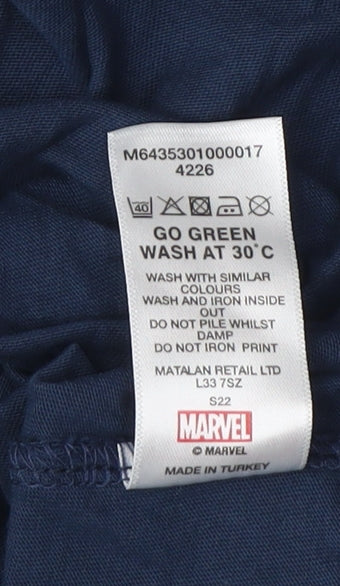 M6435301000017
4226
40
GO GREEN
WASH AT 30°C
WASH WITH SIMILAR
COLOURS
WASH AND IRON INSIDE
OUT
DO NOT PILE WHILST
DAMP
DO NOT IRON PRINT
MATALAN RETAIL LTD
L33 7SZ
S22
MARVEL
© MARVEL
MADE IN TURKEY